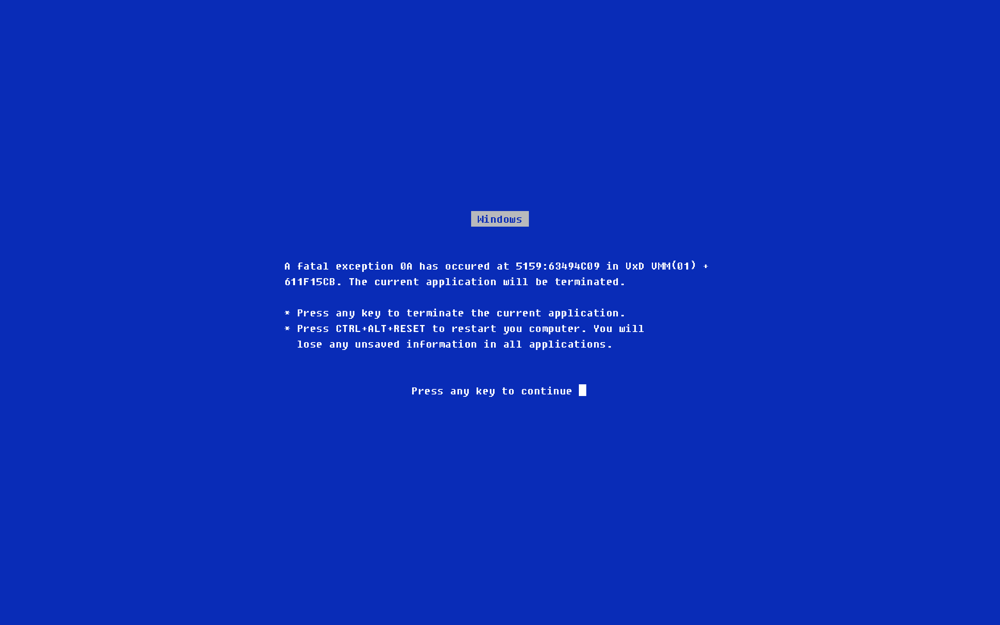 Windows
A fatal exception 0A has occured at 5159:63494C09 in VxD VMM(01) +
611F15CB. The current application will be terminated.
* Press any key to terminate the current application.
* Press CTRL+ALT+RESET to restart you computer. You will
lose any unsaved information in all applications.
Press any key to continue